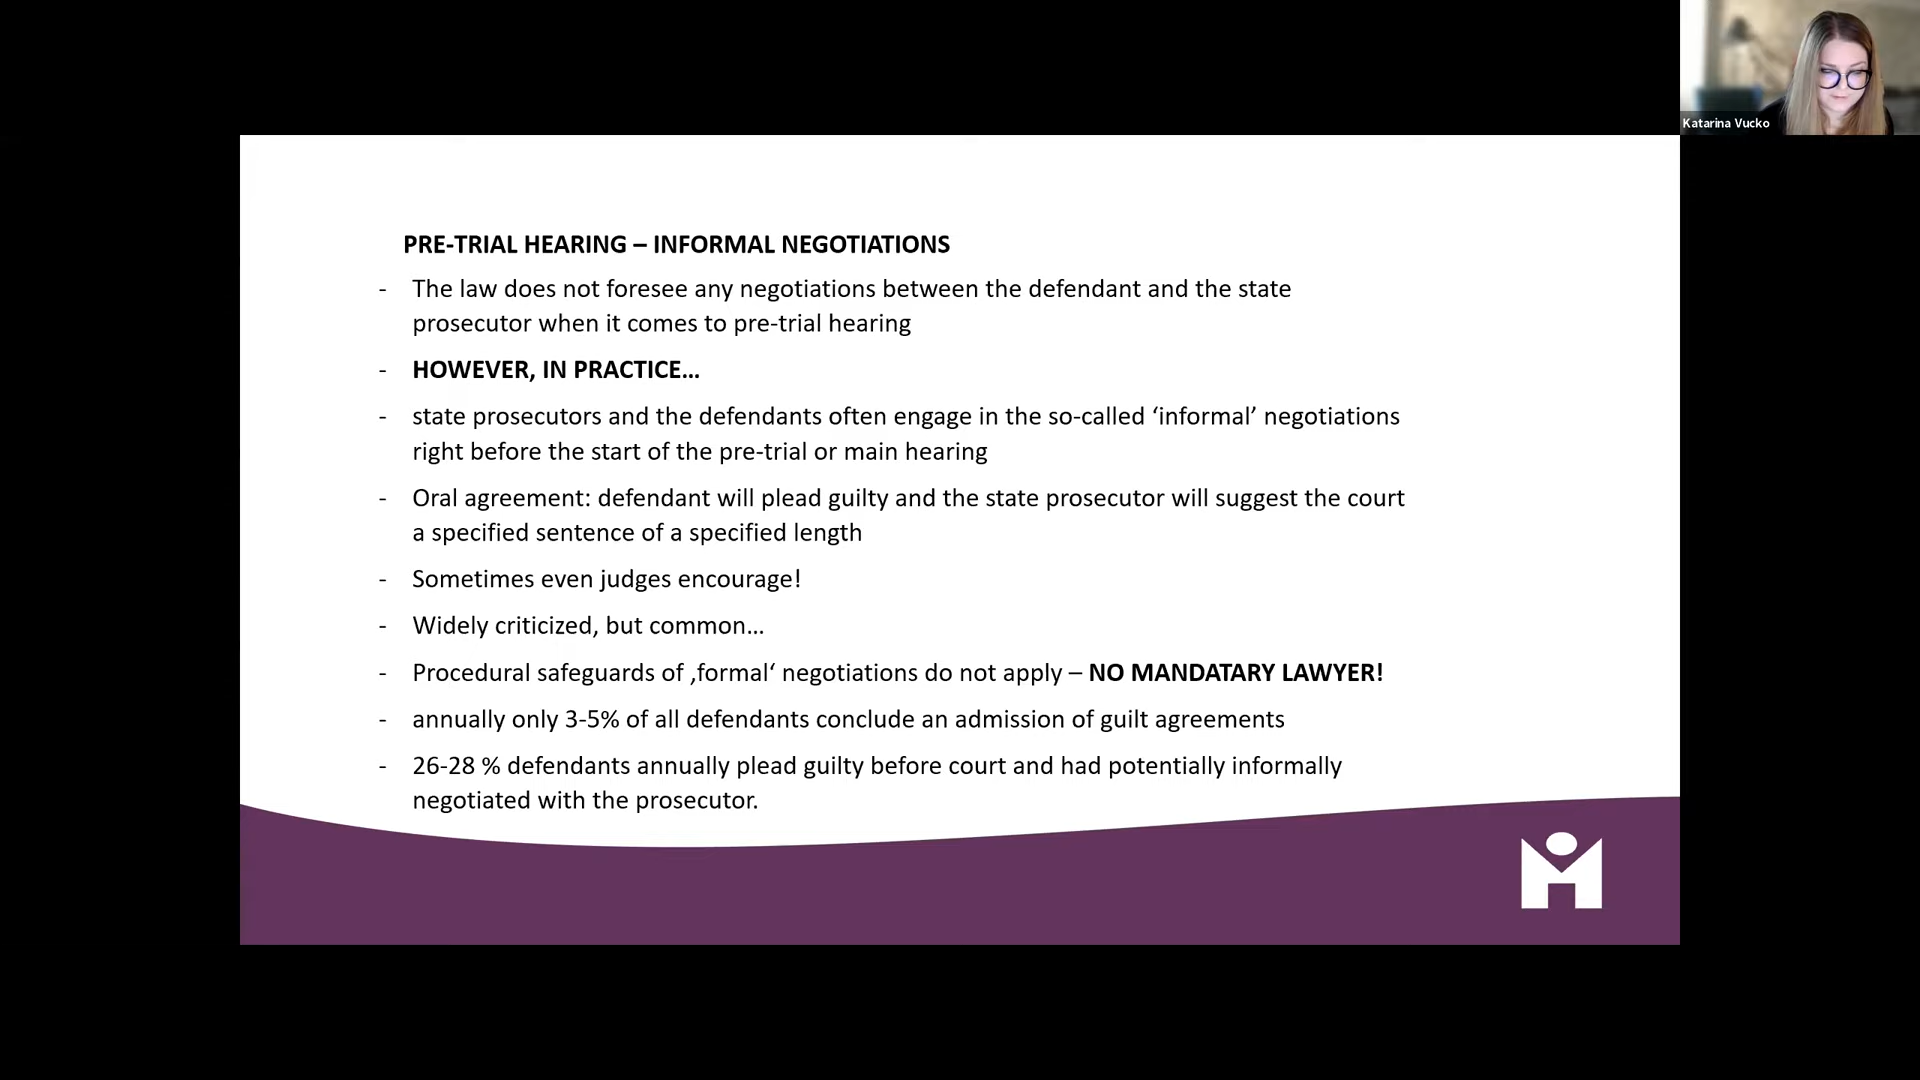 Katarina Vucko
PRE-TRIAL HEARING – INFORMAL NEGOTIATIONS
- The law does not foresee any negotiations between the defendant and the state
prosecutor when it comes to pre-trial hearing
- HOWEVER, IN PRACTICE…
- state prosecutors and the defendants often engage in the so-called ‘informal’ negotiations
right before the start of the pre-trial or main hearing
- Oral agreement: defendant will plead guilty and the state prosecutor will suggest the court
a specified sentence of a specified length
- Sometimes even judges encourage!
- Widely criticized, but common…
- Procedural safeguards of ‚formal‘ negotiations do not apply – NO MANDATARY LAWYER!
- annually only 3-5% of all defendants conclude an admission of guilt agreements
- 26-28 % defendants annually plead guilty before court and had potentially informally
negotiated with the prosecutor.